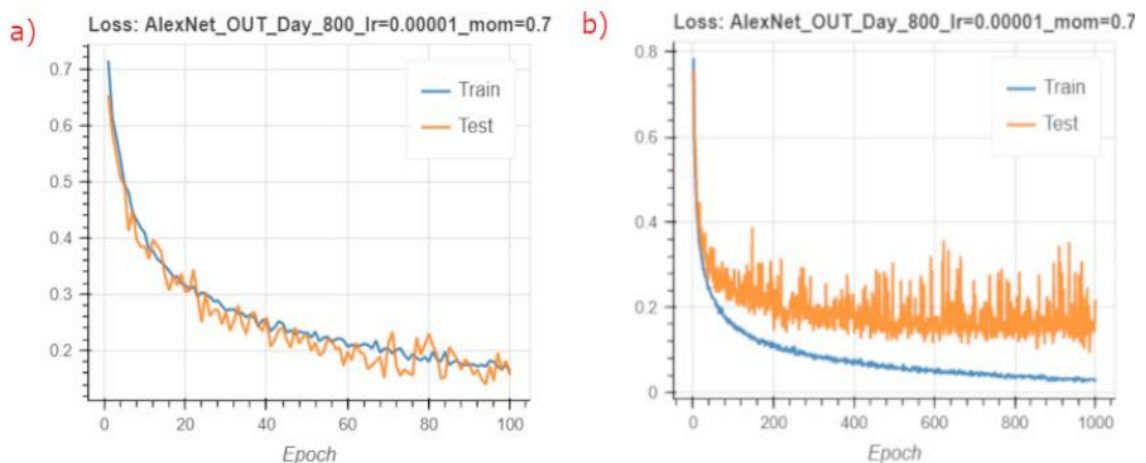 a)
Loss: AlexNet_OUT_Day_800_lr=0.00001_mom=0.7
0.7
0.6
0.5
0.4
0.3
0.2
Train
Test
0 20 40 60 80 100
Epoch
b)
Loss: AlexNet_OUT_Day_800_lr=0.00001_mom=0.7
0.8
0.6
0.4
0.2
0
Train
Test
0 200 400 600 800 1000
Epoch